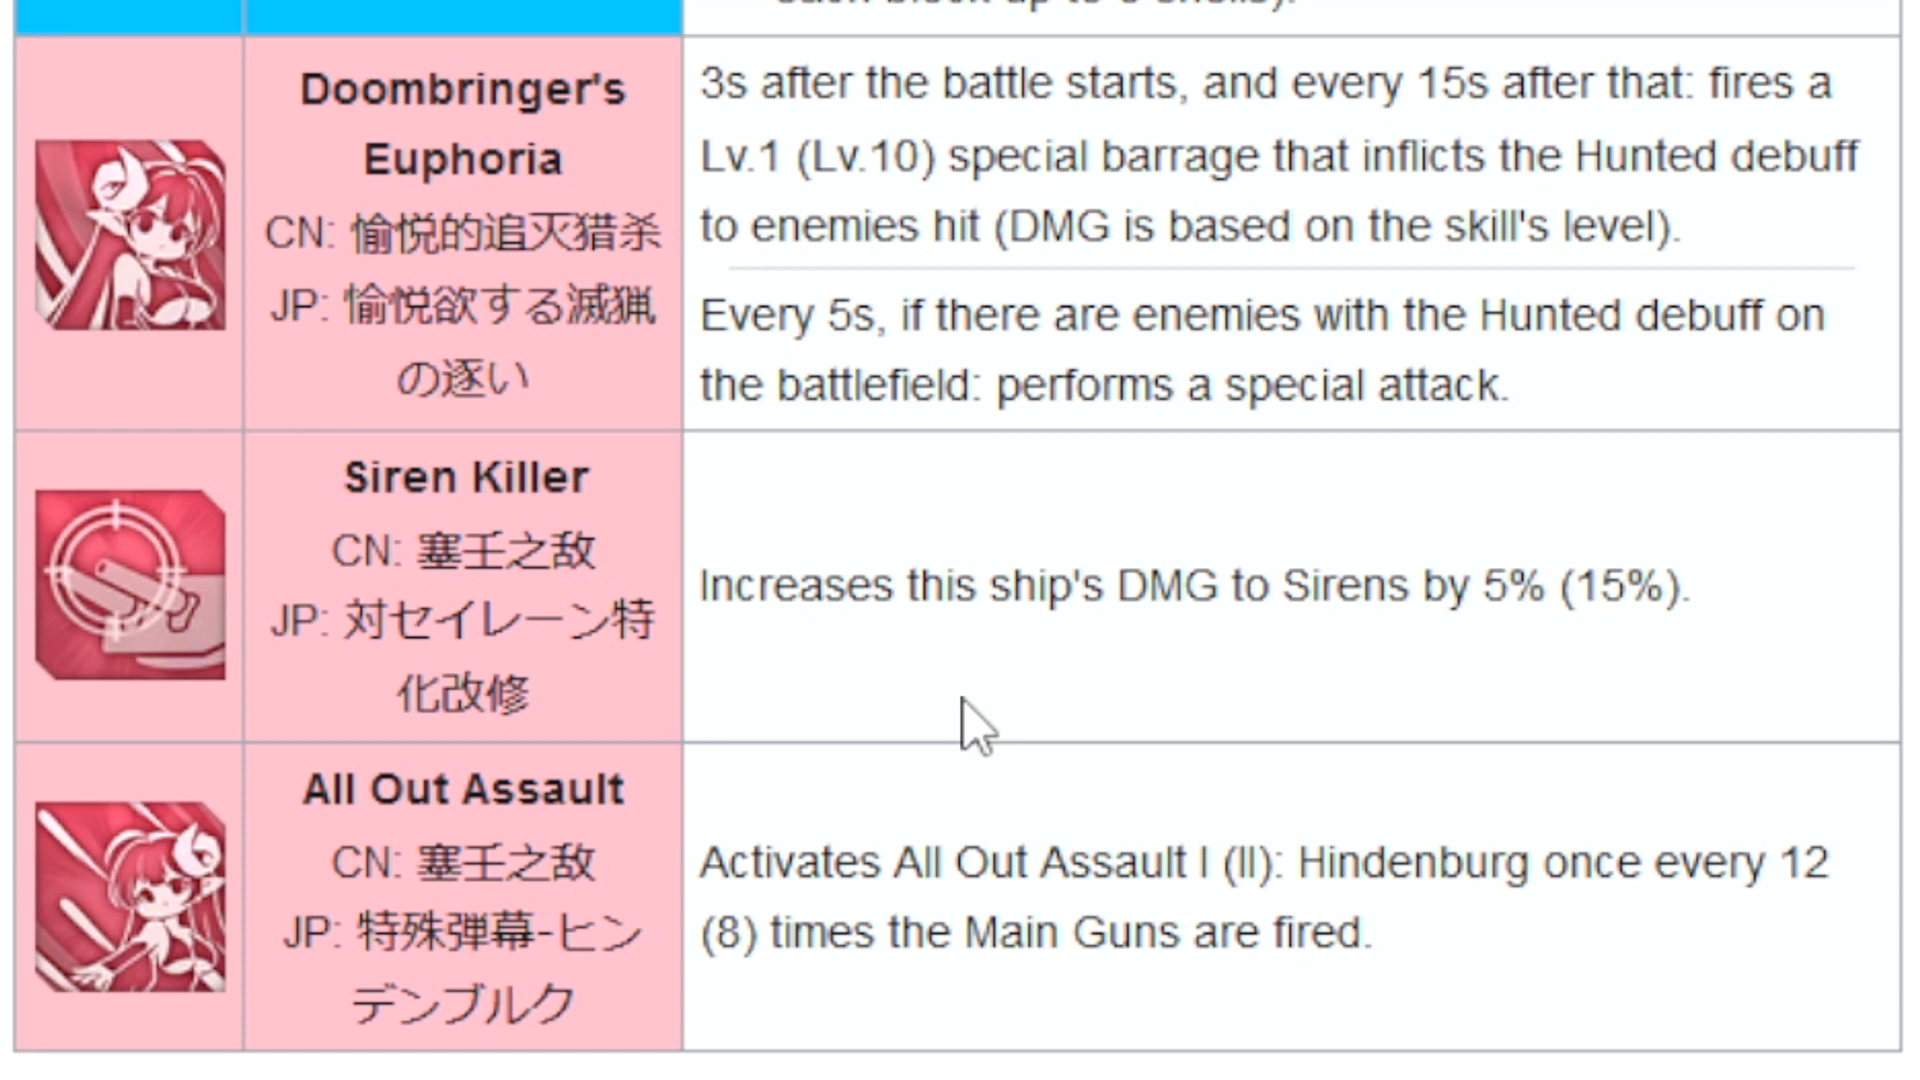 each block up to 3 shells).
Doombringer's
Euphoria
CN: 愉悦的追灭猎杀
JP: 愉悦欲する滅猟
の逐い
3s after the battle starts, and every 15s after that: fires a
Lv.1 (Lv.10) special barrage that inflicts the Hunted debuff
to enemies hit (DMG is based on the skill's level).
Every 5s, if there are enemies with the Hunted debuff on
the battlefield: performs a special attack.
Siren Killer
CN: 塞壬之敌
JP: 対セイレーン特
化改修
Increases this ship's DMG to Sirens by 5% (15%).
All Out Assault
CN: 塞壬之敌
JP: 特殊弾幕-ヒン
デンブルク
Activates All Out Assault I (II): Hindenburg once every 12
(8) times the Main Guns are fired.